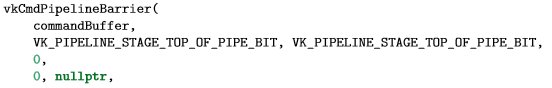 vkCmdPipelineBarrier(
commandBuffer,
VK_PIPELINE_STAGE_TOP_OF_PIPE_BIT, VK_PIPELINE_STAGE_TOP_OF_PIPE_BIT,
0,
0, nullptr,